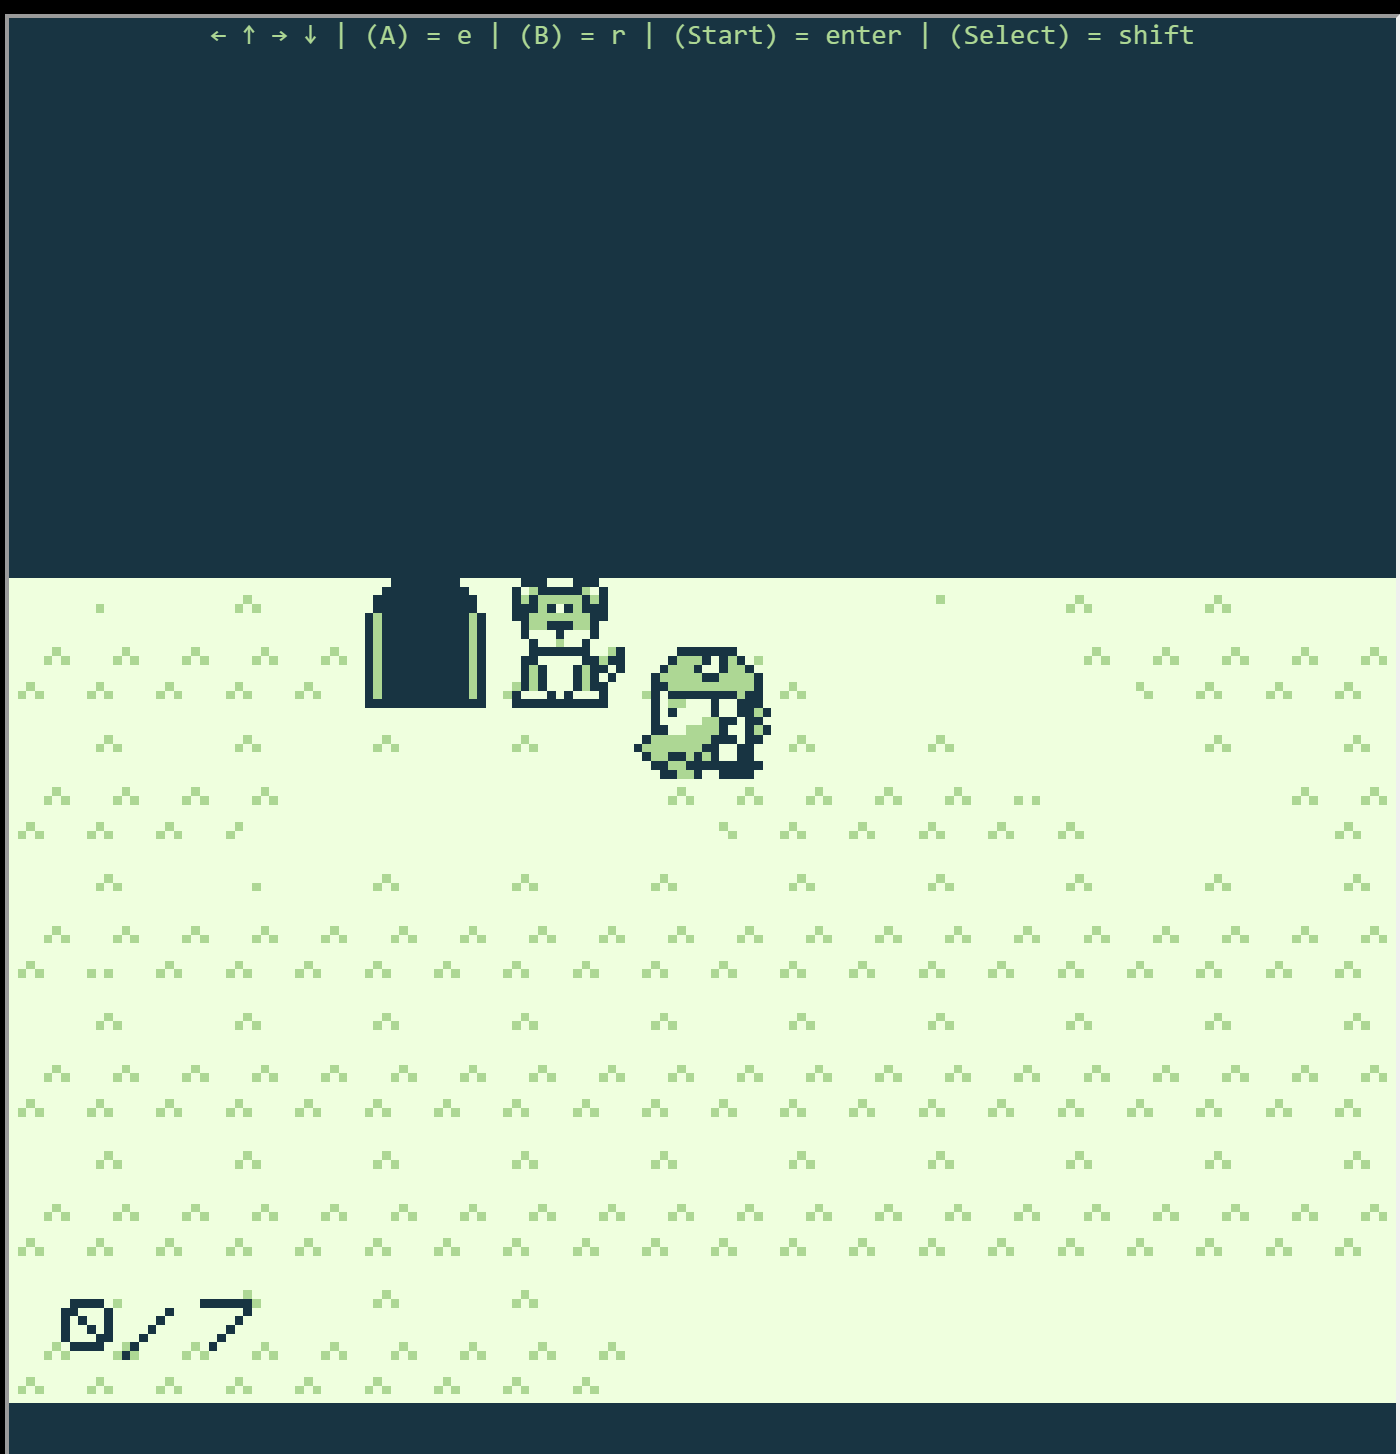 ← ↑ → ↓ | (A) = e | (B) = r | (Start) = enter | (Select) = shift
0/7